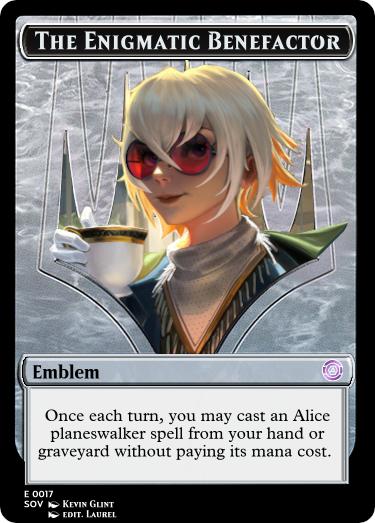 The Enigmatic Benefactor
Emblem
Once each turn, you may cast an Alice
planeswalker spell from your hand or
graveyard without paying its mana cost.
E 0017
SOV Kevin Glint
edit. Laurel